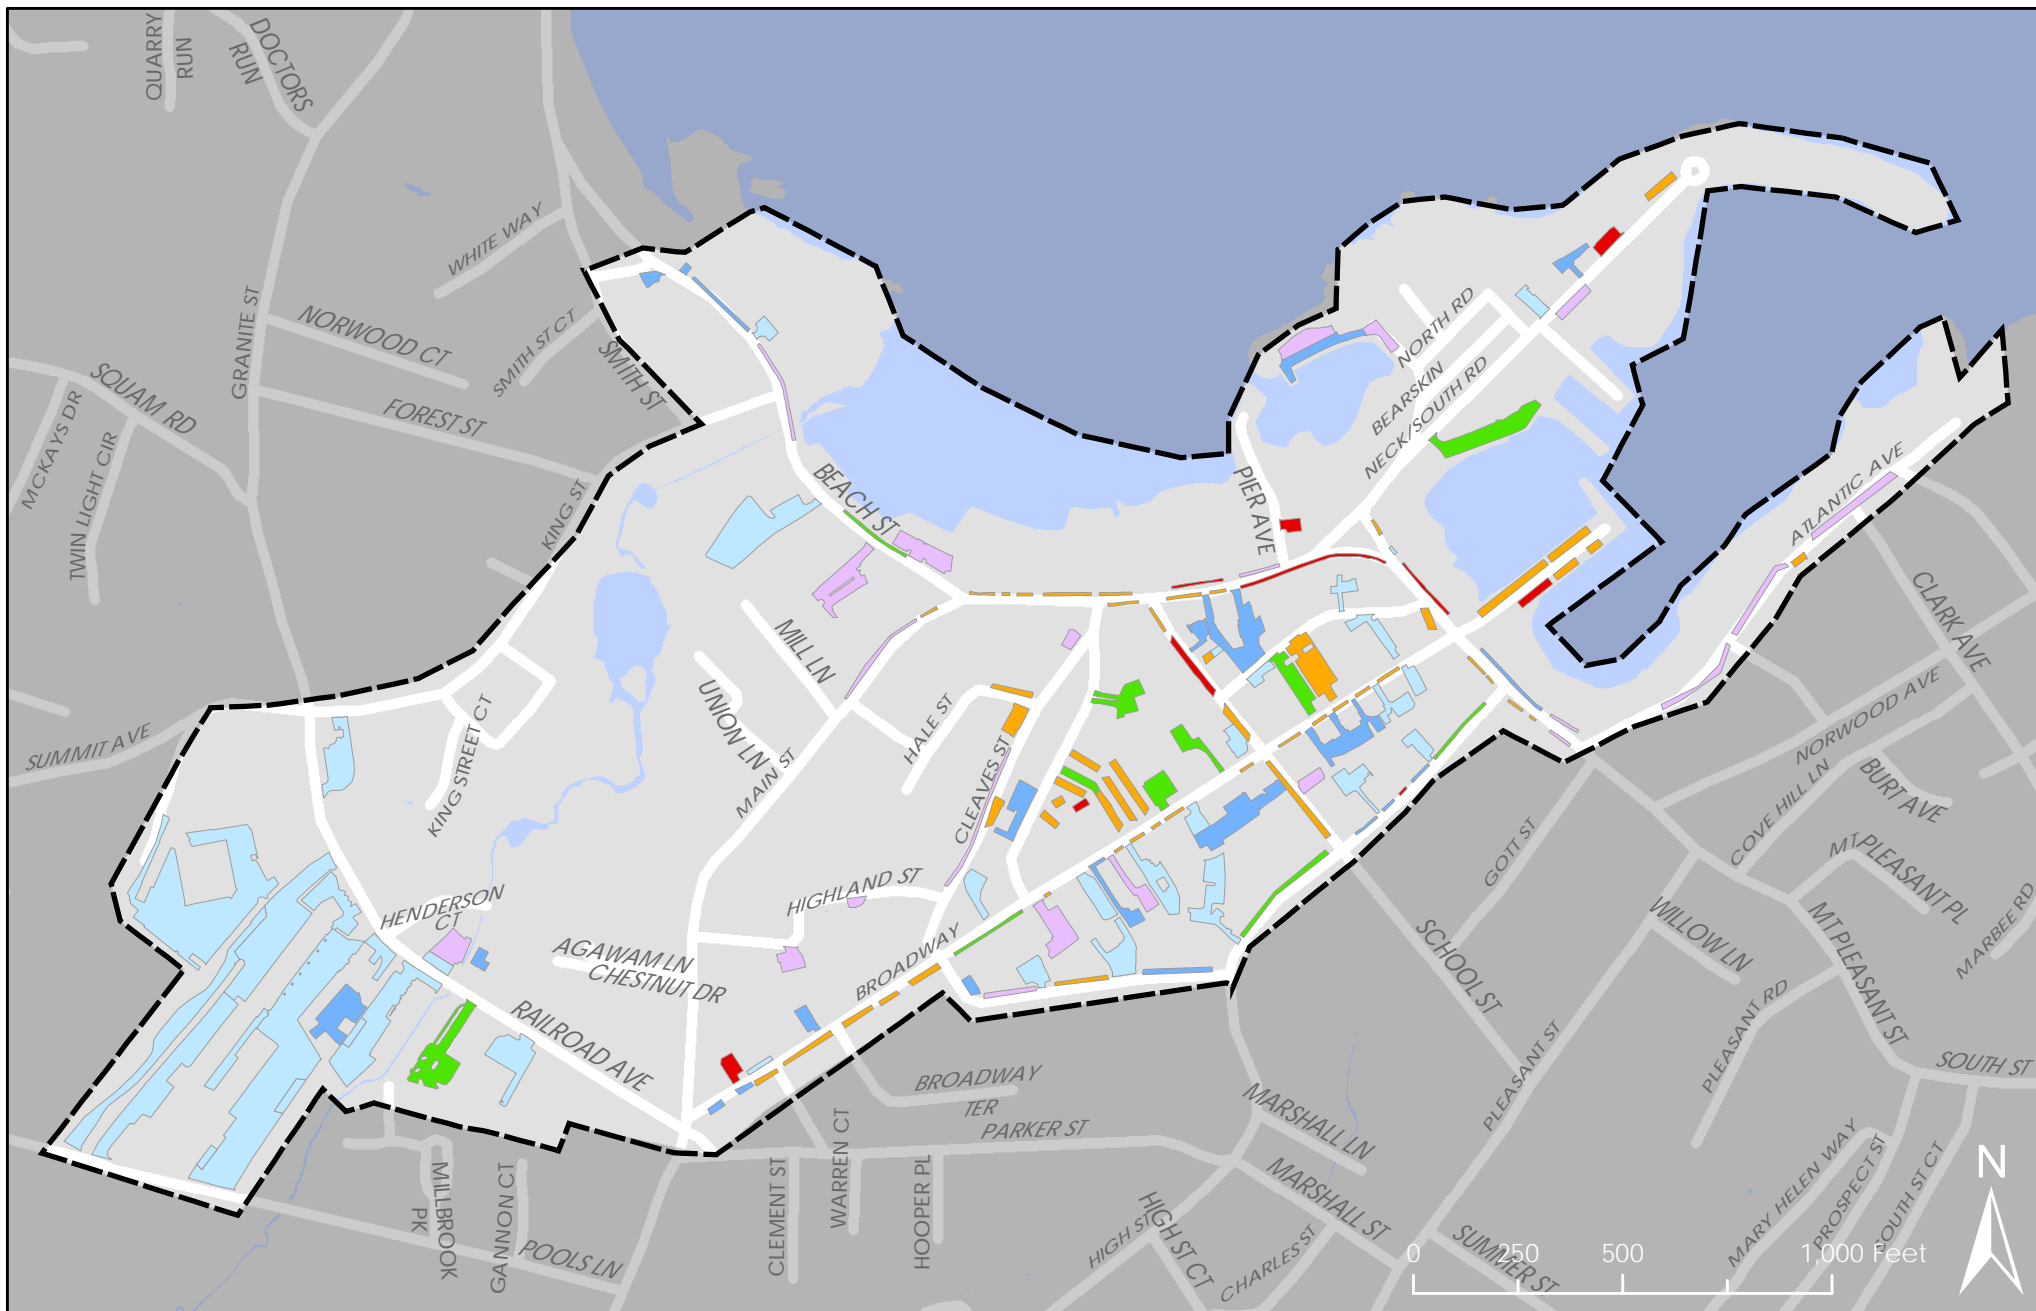 QUARRY
RUN
DOCTORS
RUN
WHITE WAY
GRANITE ST
NORWOOD CT
SMITH ST CT
SMITH ST
SQUAM RD
MCKAYS DR
TWIN LIGHT CIR
FOREST ST
KING ST
BEACH ST
PIER AVE
NORTH RD
BEARSKIN
NECK/SOUTH RD
ATLANTIC AVE
CLARK AVE
NORWOOD AVE
SUMMIT AVE
KING STREET CT
MILL LN
UNION LN
MAIN ST
HALE ST
CLEAVES ST
COVE HILL LN
BURT AVE
MT PLEASANT PL
GOTT ST
HENDERSON
CT
HIGHLAND ST
AGAWAM LN
CHESTNUT DR
BROADWAY
RAILROAD AVE
SCHOOL ST
WILLOW LN
MT PLEASANT ST
MARBEE RD
PLEASANT RD
PLEASANT ST
SOUTH ST
BROADWAY
TER
PARKER ST
MARSHALL LN
MARSHALL ST
MILLBROOK
PK
GANNON CT
POOLS LN
CLEMENT ST
WARREN CT
HOOPER PL
HIGH ST
HIGH ST CT
CHARLES ST
SUMMER ST
MARY HELEN WAY
PROSPECT ST
SOUTH ST CT
N
0 250 500 1,000 Feet